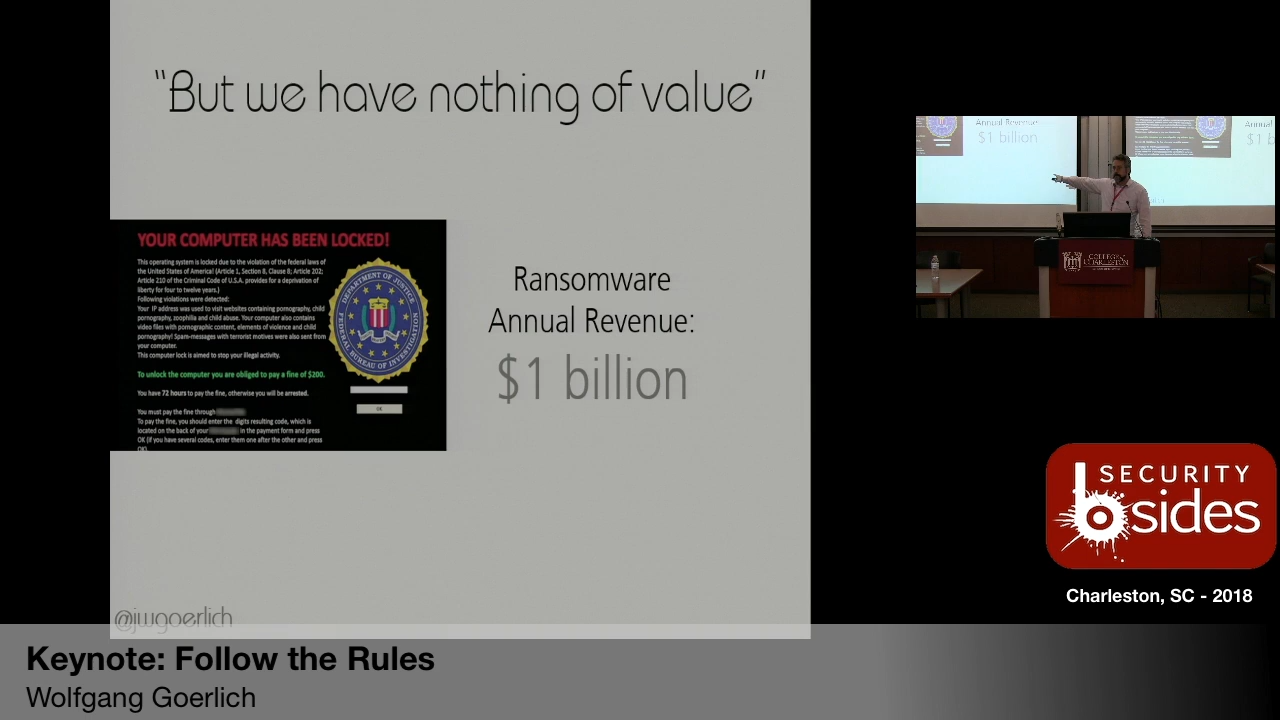 "But we have nothing of value"
YOUR COMPUTER HAS BEEN LOCKED!
This operating system is locked due to the violation of the federal laws of
the United States of America! (Article 1, Section 8, Clause 8; Article 202;
Article 210 of the Criminal Code of U.S.A. provides for a deprivation of
liberty for four to twelve years.)
Following violations were detected:
Your IP address was used to visit websites containing pornography, child
pornography, zoophilia and child abuse. Your computer also contains
video files with pornographic content, elements of violence and child
pornography! Spam-messages with terrorist motives were also sent from
your computer.
This computer lock is aimed to stop your illegal activity.
To unlock the computer you are obliged to pay a fine of $200.
You have 72 hours to pay the fine, otherwise you will be arrested.
You must pay the fine through
To pay the fine, you should enter the digits resulting code, which is
located on the back of your in the payment form and press
OK (if you have several codes, enter them one after the other and press
OK)
DEPARTMENT OF JUSTICE
FEDERAL BUREAU OF INVESTIGATION
OK
Ransomware
Annual Revenue:
$1 billion
@jwgoerlich
Annual Revenue:
$1 billion
Annual
$1 b
COLLEGE of
CHARLESTON
SECURITY
bsides
Charleston, SC - 2018
Keynote: Follow the Rules
Wolfgang Goerlich